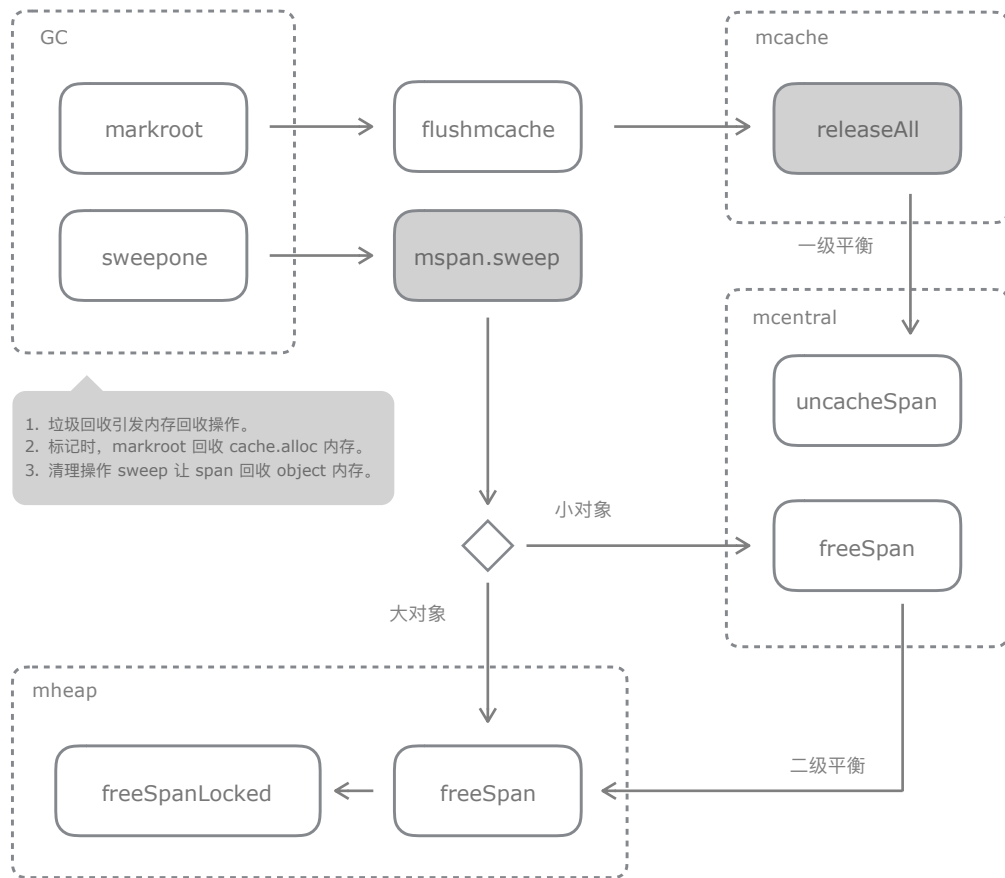 GC
mcache
markroot
flushmcache
releaseAll
sweepone
mspan.sweep
一级平衡
mcentral
uncacheSpan
1. 垃圾回收引发内存回收操作。
2. 标记时，markroot 回收 cache.alloc 内存。
3. 清理操作 sweep 让 span 回收 object 内存。
小对象
freeSpan
大对象
mheap
二级平衡
freeSpanLocked
freeSpan